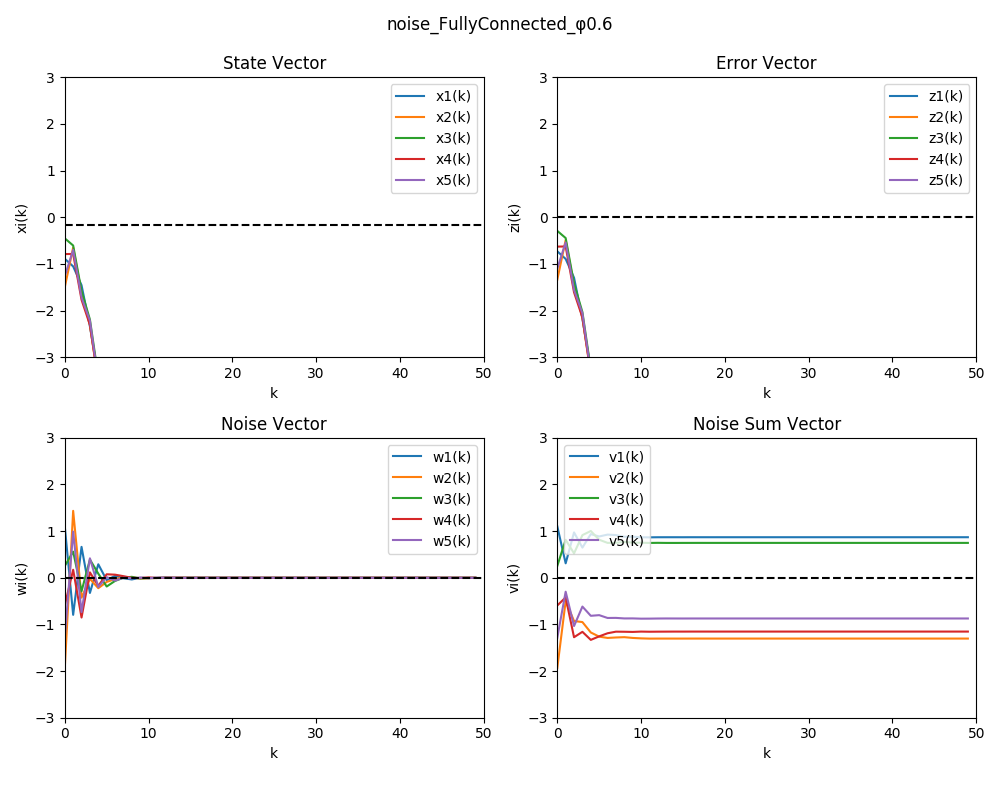 noise_FullyConnected_φ0.6
State Vector
3
2
1
0
−1
−2
−3
xi(k)
x1(k)
x2(k)
x3(k)
x4(k)
x5(k)
0
10
20
30
40
50
k
Error Vector
3
2
1
0
−1
−2
−3
zi(k)
z1(k)
z2(k)
z3(k)
z4(k)
z5(k)
0
10
20
30
40
50
k
Noise Vector
3
2
1
0
−1
−2
−3
wi(k)
w1(k)
w2(k)
w3(k)
w4(k)
w5(k)
0
10
20
30
40
50
k
Noise Sum Vector
3
2
1
0
−1
−2
−3
vi(k)
v1(k)
v2(k)
v3(k)
v4(k)
v5(k)
0
10
20
30
40
50
k